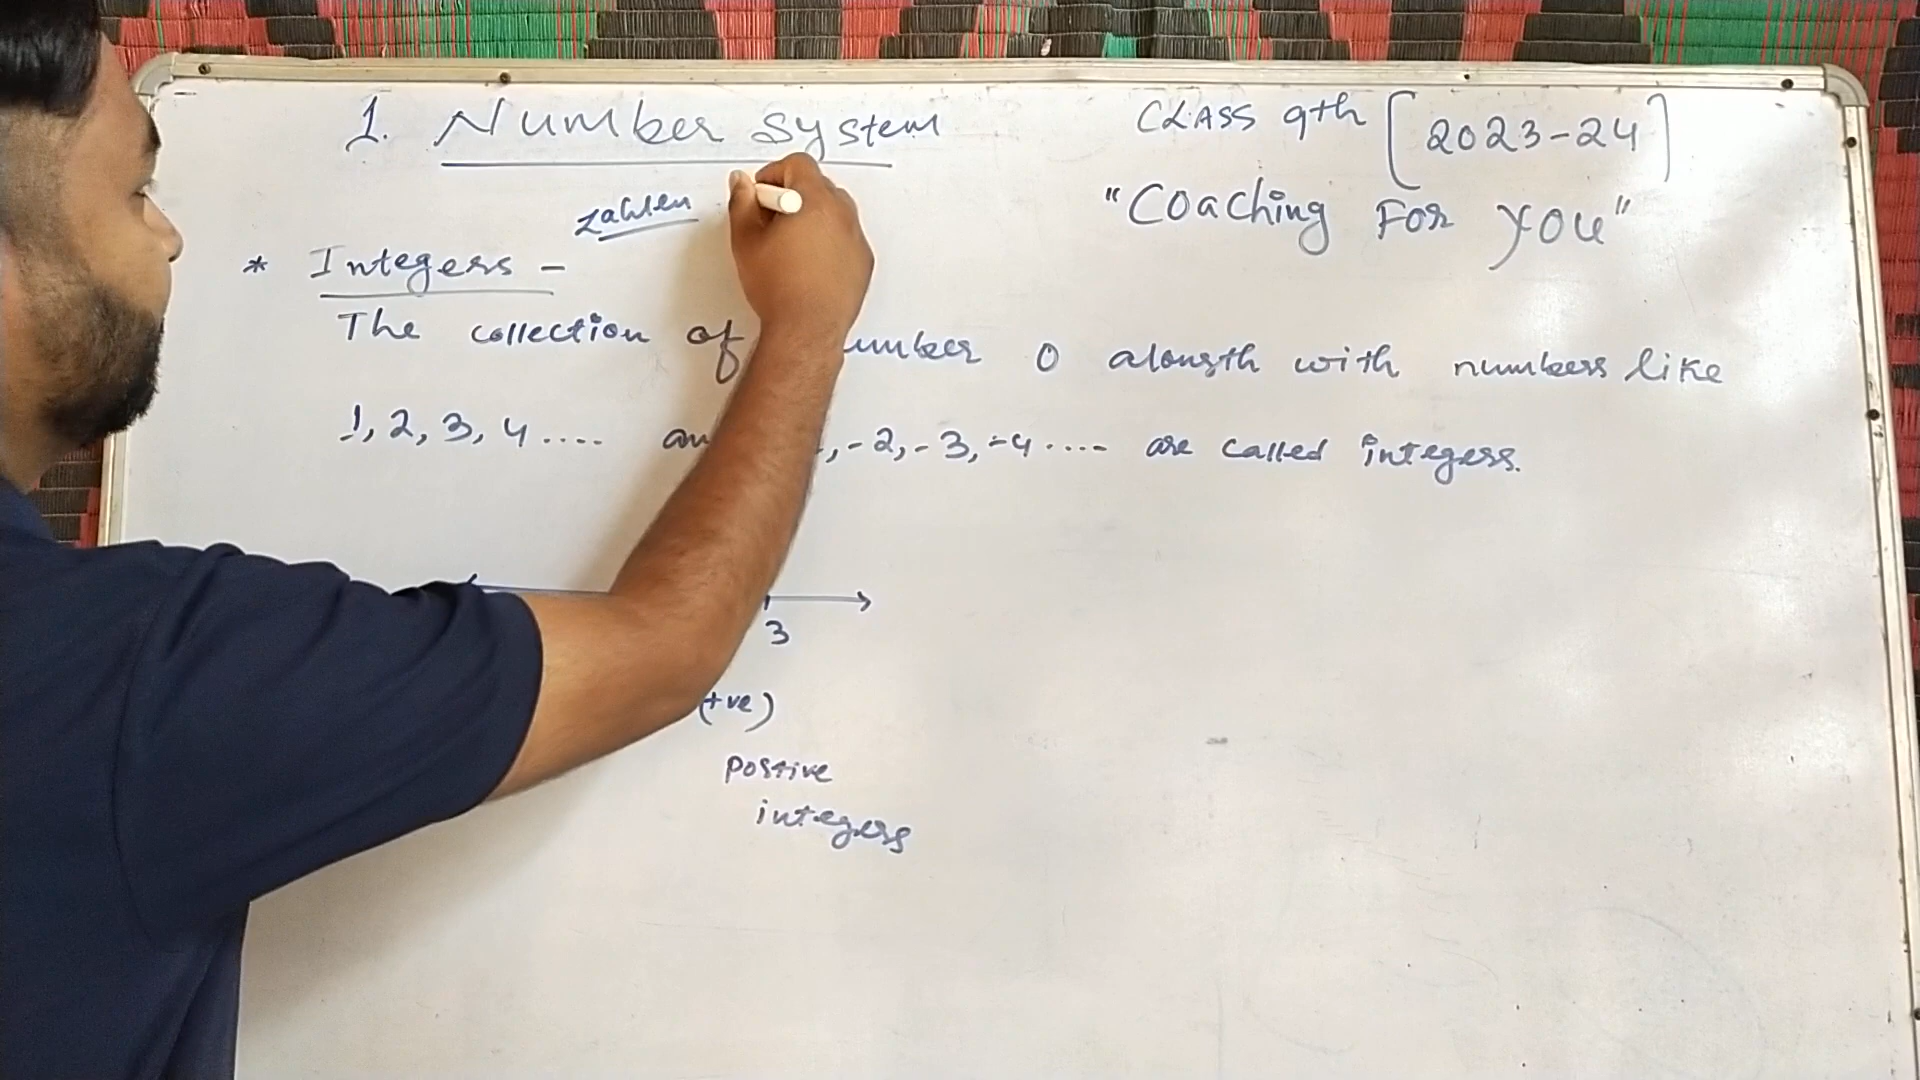 1. Number System
CLASS 9th [2023-24]
"Coaching For You"
Zahlen
* Integers -
The collection of number 0 alongth with numbers like
1, 2, 3, 4 .... , -2, -3, -4 .... are called integers.
3
(+ve)
Postive
integers